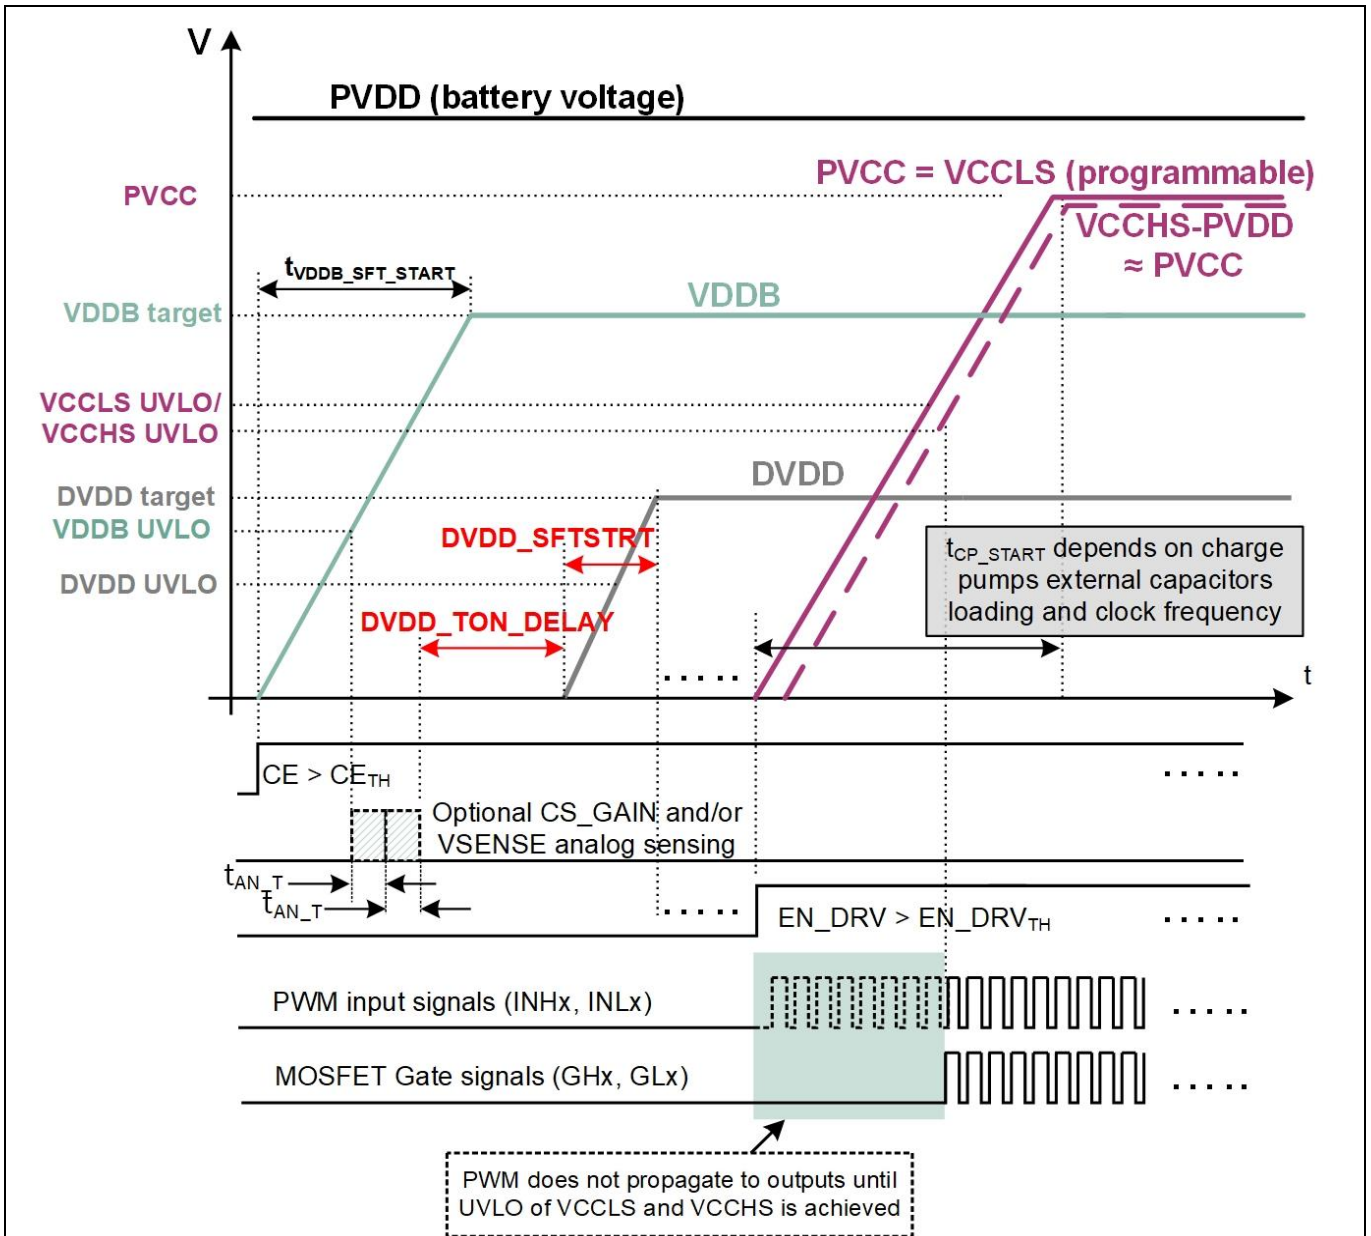 V
PVDD (battery voltage)
PVCC = VCCLS (programmable)
PVCC
VCCHS-PVDD
≈ PVCC
tVDDB_SFT_START
VDDB
VDDB target
VCCLS UVLO/
VCCHS UVLO
DVDD
DVDD target
VDDB UVLO
DVDD_SFTSTRT
DVDD UVLO
tCP_START depends on charge
pumps external capacitors
loading and clock frequency
DVDD_TON_DELAY
.....
t
CE > CETH
.....
Optional CS_GAIN and/or
VSENSE analog sensing
tAN_T
tAN_T
.....
EN_DRV > EN_DRVTH
.....
PWM input signals (INHx, INLx)
.....
MOSFET Gate signals (GHx, GLx)
.....
PWM does not propagate to outputs until
UVLO of VCCLS and VCCHS is achieved